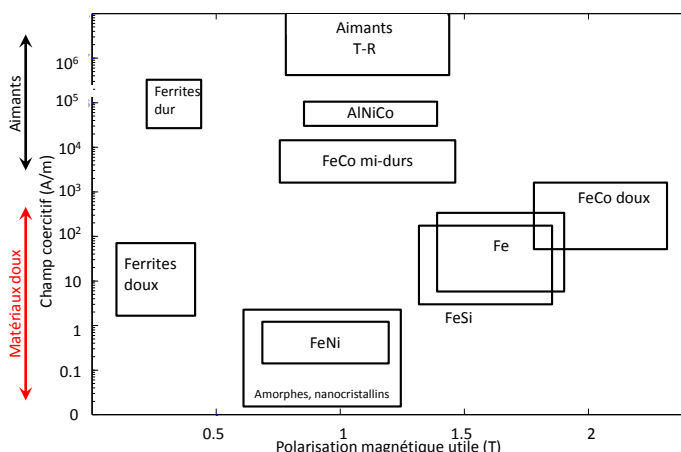 Aimants
T-R
10⁶
Aimants
Ferrites
dur
10⁵
AlNiCo
10⁴
FeCo mi-durs
Champ coercitif (A/m)
10³
FeCo doux
10²
Fe
Matériaux doux
Ferrites
doux
10
FeSi
1
FeNi
0.1
Amorphes, nanocristallins
0
0.5
1
1.5
2
Polarisation magnétique utile (T)